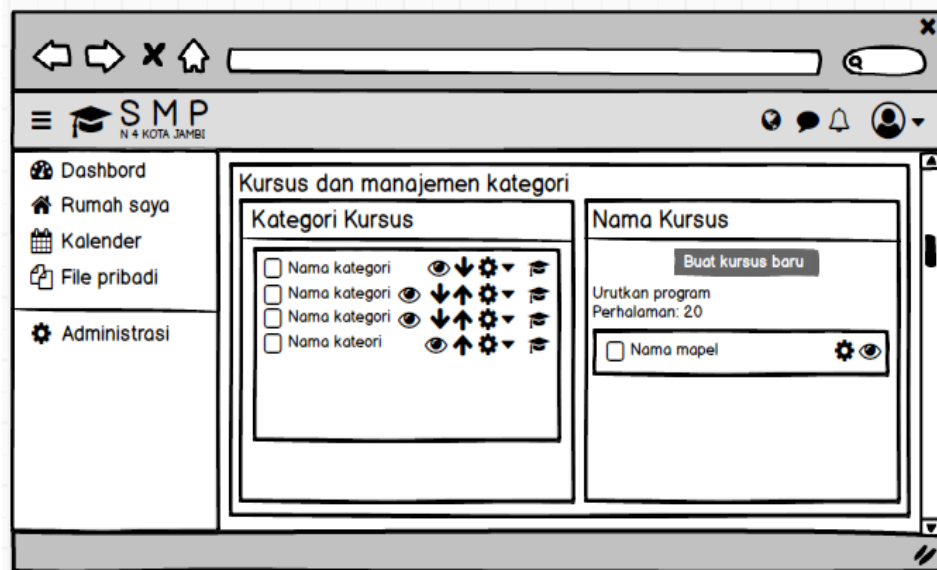 S M P
N 4 KOTA JAMBI
Dashbord
Rumah saya
Kalender
File pribadi
Administrasi
Kursus dan manajemen kategori
Kategori Kursus
Nama kategori
Nama kategori
Nama kategori
Nama kateori
Nama Kursus
Buat kursus baru
Urutkan program
Perhalaman: 20
Nama mapel